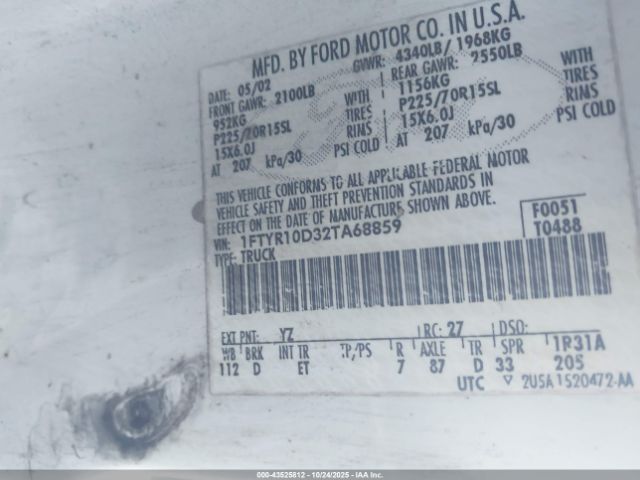 MFD. BY FORD MOTOR CO. IN U.S.A.
DATE: 05/02 GVWR: 4340LB / 1968KG
FRONT GAWR: 2100LB REAR GAWR: 2550LB
952KG WITH 1156KG WITH
P225/70R15SL TIRES P225/70R15SL TIRES
15X6.0J RIMS 15X6.0J RIMS
AT 207 kPa/30 PSI COLD AT 207 kPa/30 PSI COLD
THIS VEHICLE CONFORMS TO ALL APPLICABLE FEDERAL MOTOR
VEHICLE SAFETY AND THEFT PREVENTION STANDARDS IN
EFFECT ON THE DATE OF MANUFACTURE SHOWN ABOVE.
VIN: 1FTYR10D32TA68859 F0051
TYPE: TRUCK T0488
EXT PNT: YZ RC: 27 DSO:
WB BRK INT TR TP/PS R AXLE TR SPR 1R31A
112 D ET 7 87 D 33 205
UTC ▽ 2U5A 1520472-AA
000-43525812 - 10/24/2025 - Copyright © 2025 IAA, Inc.